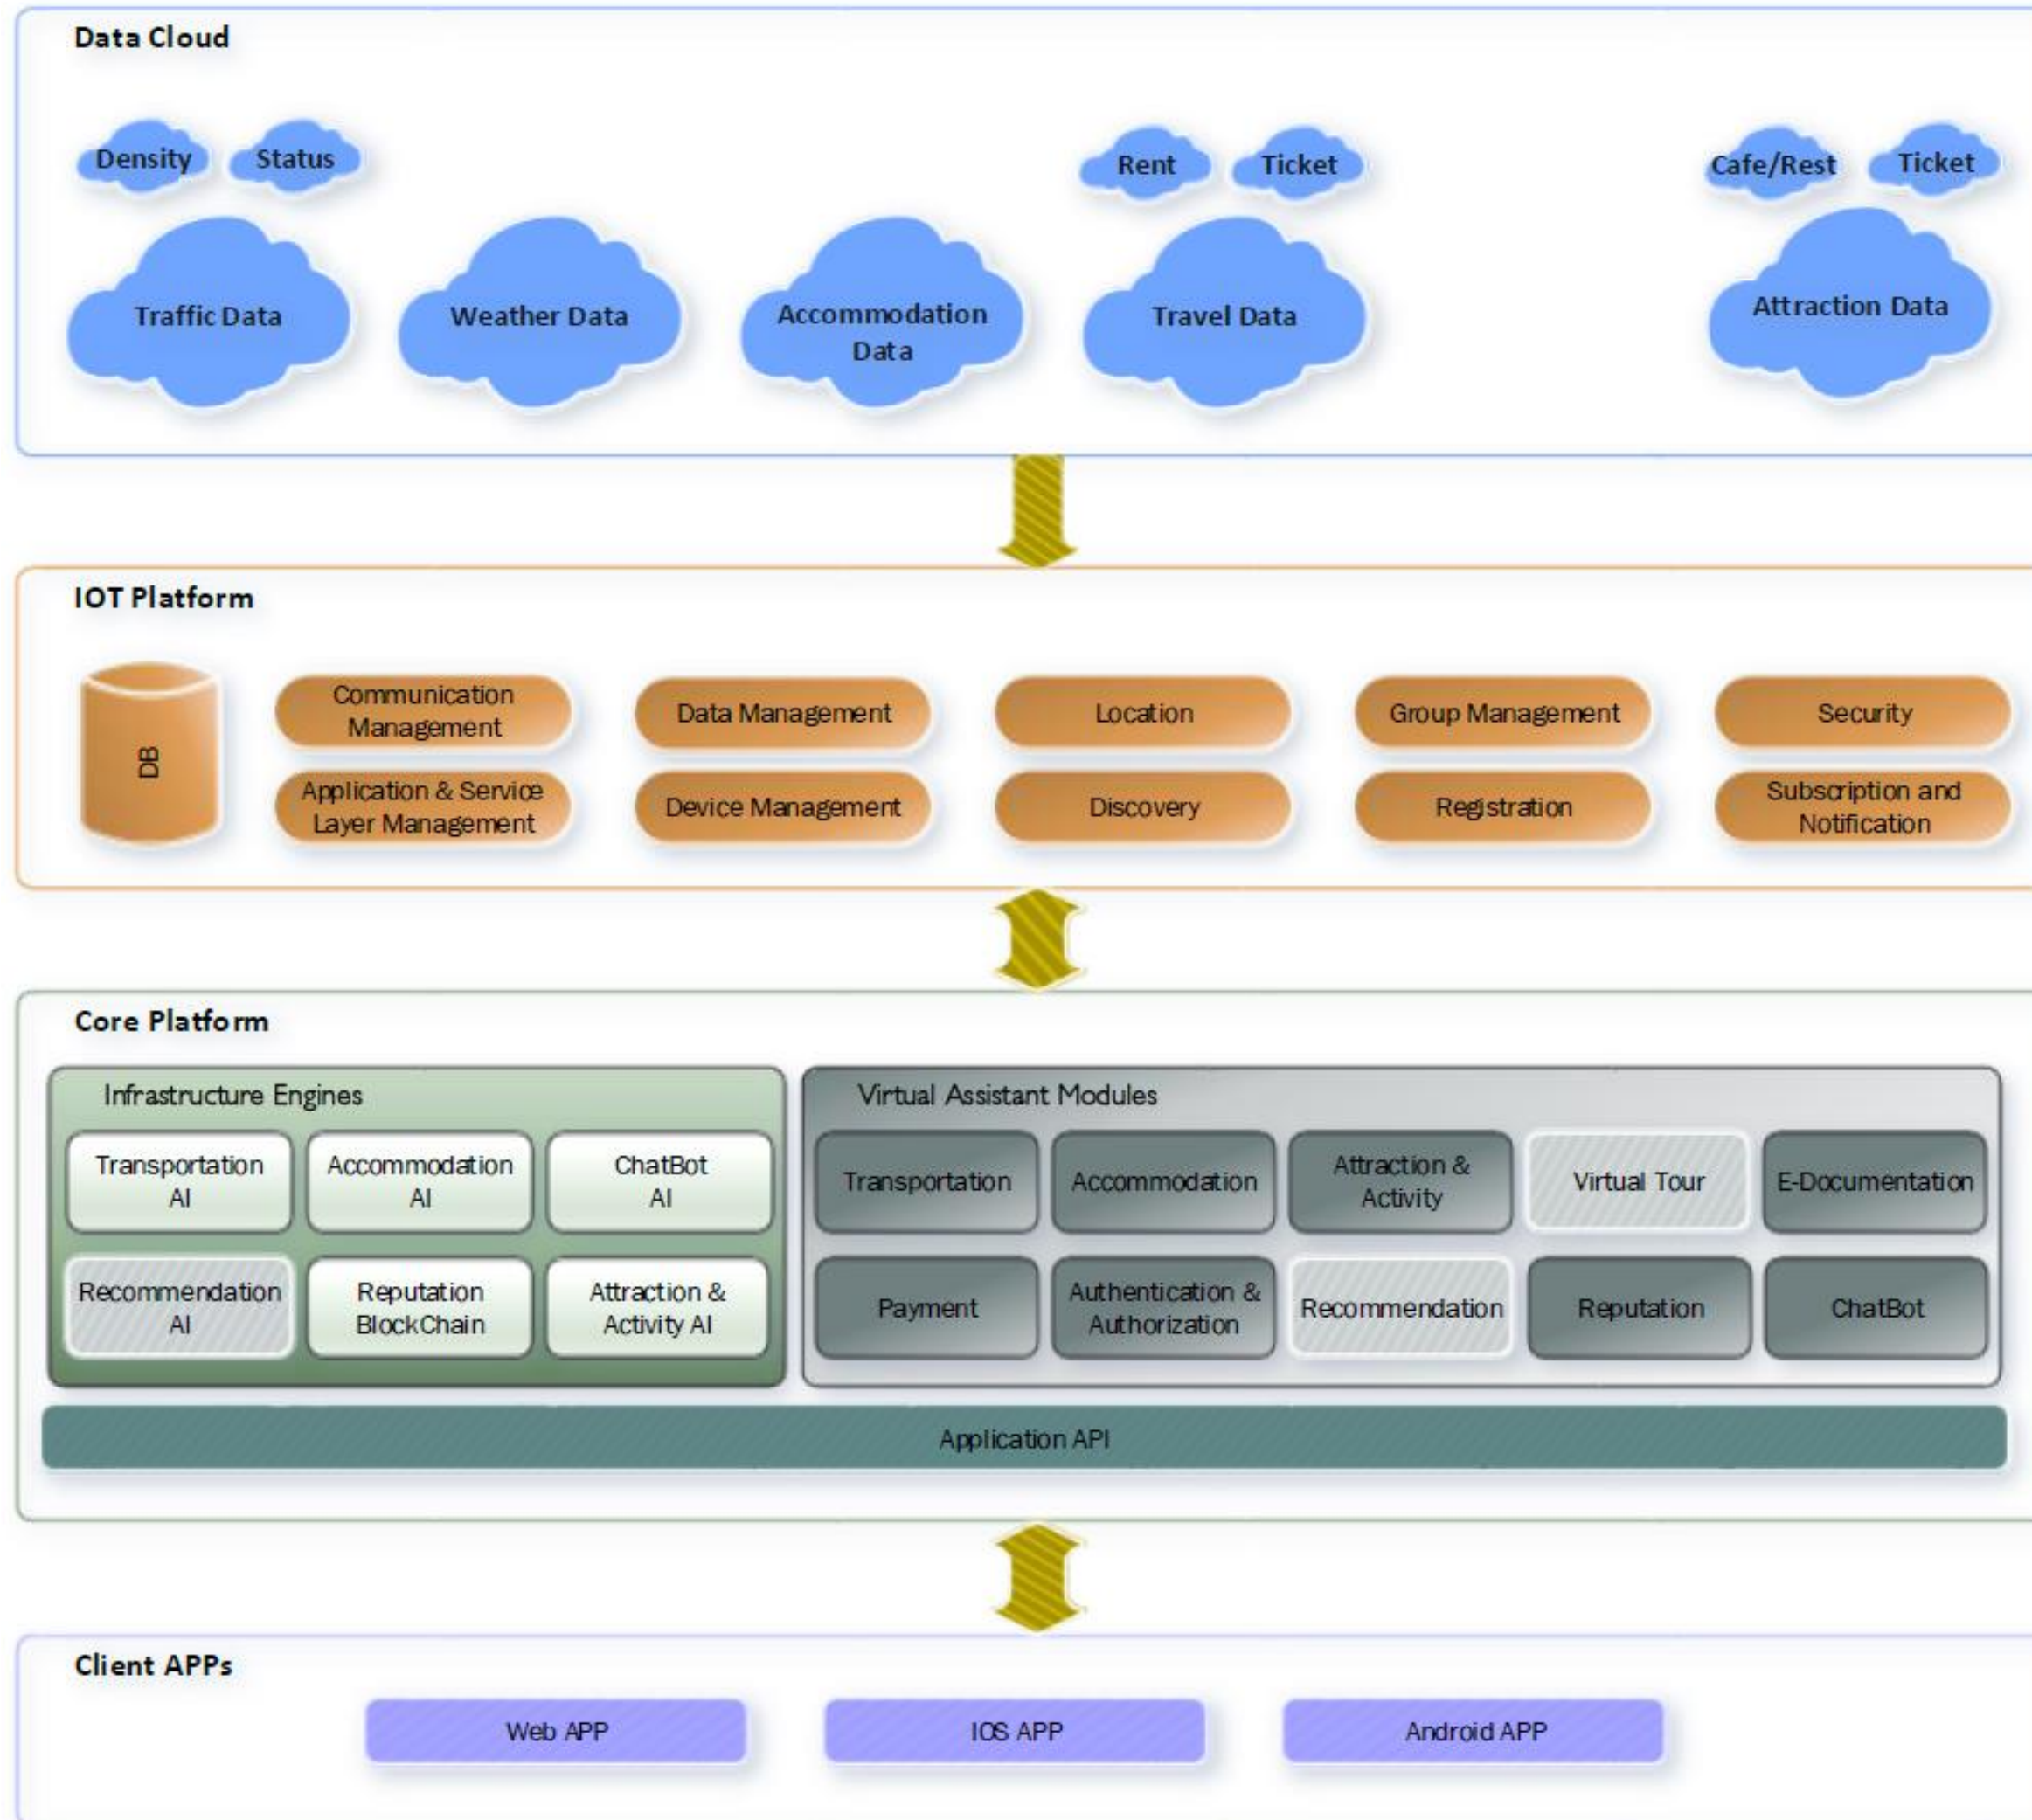 Data Cloud
Density
Status
Rent
Ticket
Cafe/Rest
Ticket
Traffic Data
Weather Data
Accommodation
Data
Travel Data
Attraction Data
IOT Platform
DB
Communication
Management
Data Management
Location
Group Management
Security
Application & Service
Layer Management
Device Management
Discovery
Registration
Subscription and
Notification
Core Platform
Infrastructure Engines
Transportation
AI
Accommodation
AI
ChatBot
AI
Recommendation
AI
Reputation
BlockChain
Attraction &
Activity AI
Virtual Assistant Modules
Transportation
Accommodation
Attraction &
Activity
Virtual Tour
E-Documentation
Payment
Authentication &
Authorization
Recommendation
Reputation
ChatBot
Application API
Client APPs
Web APP
IOS APP
Android APP